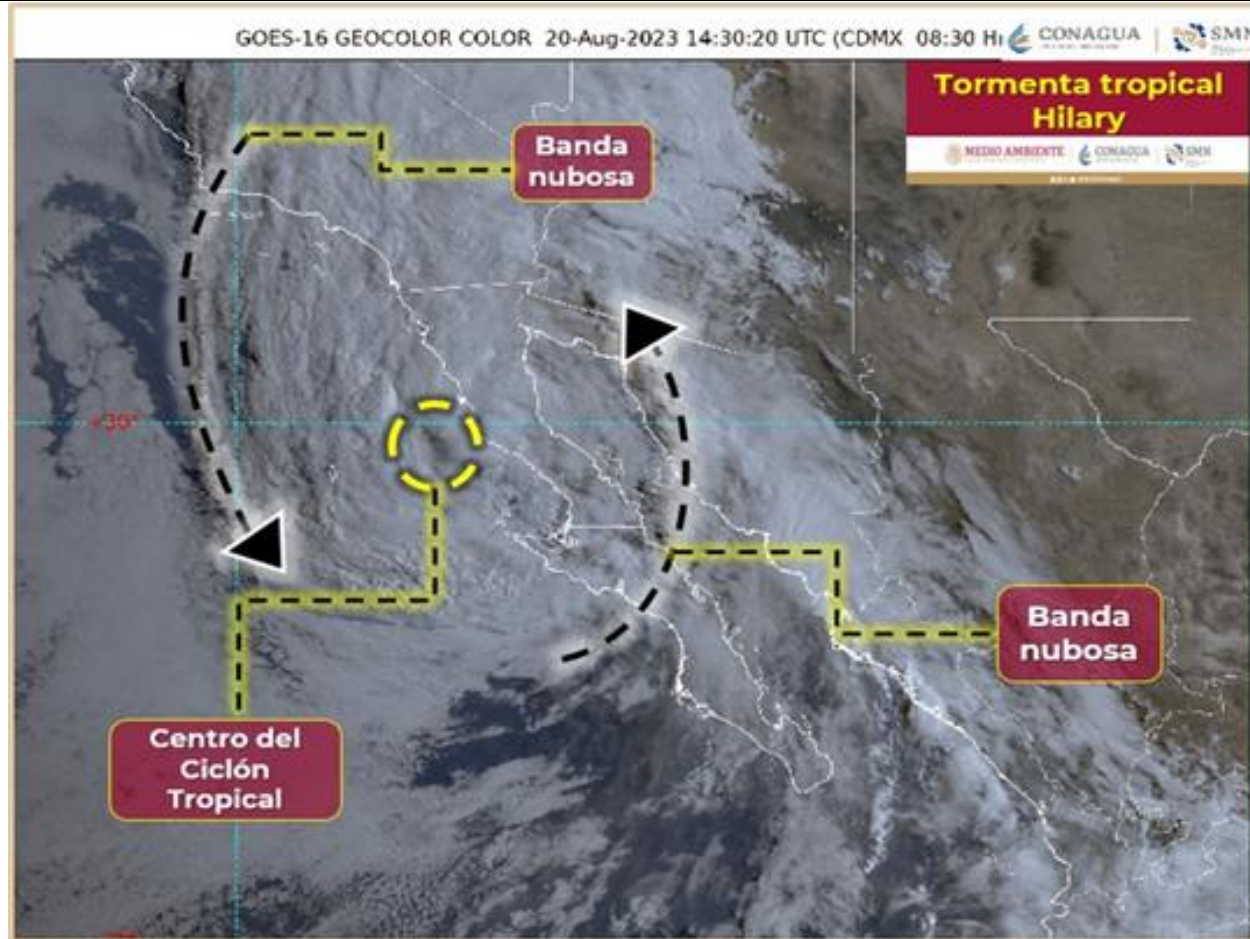 GOES-16 GEOCOLOR COLOR 20-Aug-2023 14:30:20 UTC (CDMX 08:30 H
CONAGUA
SMN
Tormenta tropical
Hilary
MEDIO AMBIENTE
CONAGUA
SMN
Banda
nubosa
+30°
Banda
nubosa
Centro del
Ciclón
Tropical